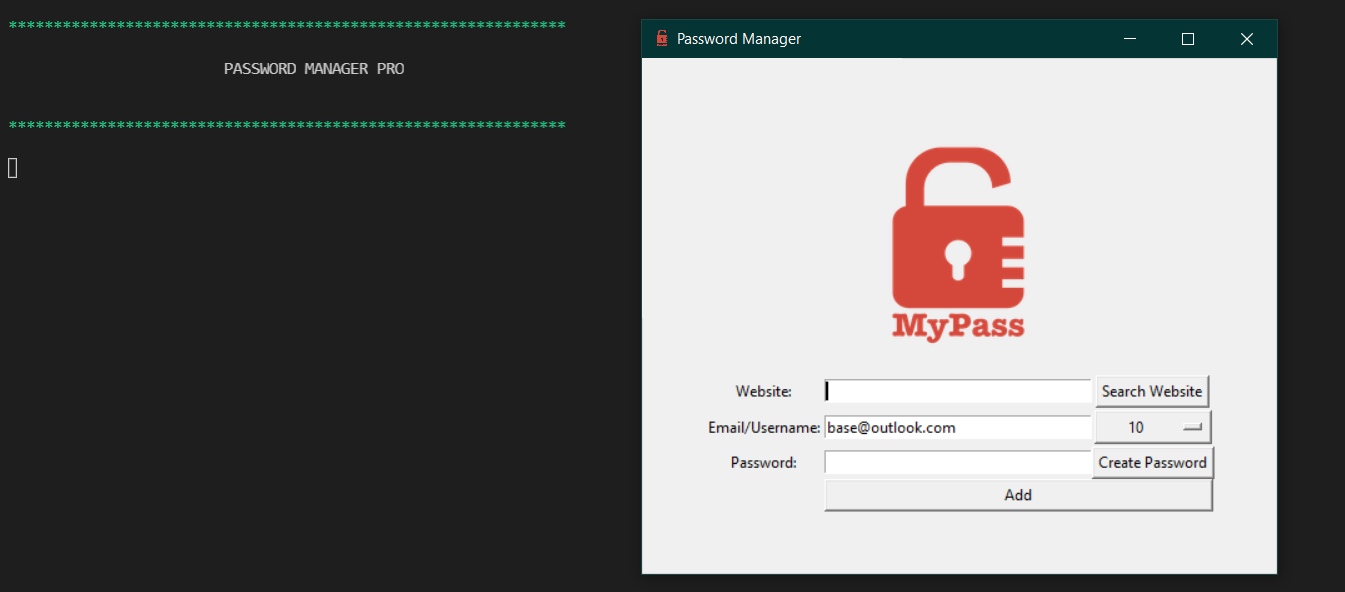 ************************************************************
PASSWORD MANAGER PRO
************************************************************
Password Manager
MyPass
Website:
Search Website
Email/Username: base@outlook.com
10
Password:
Create Password
Add